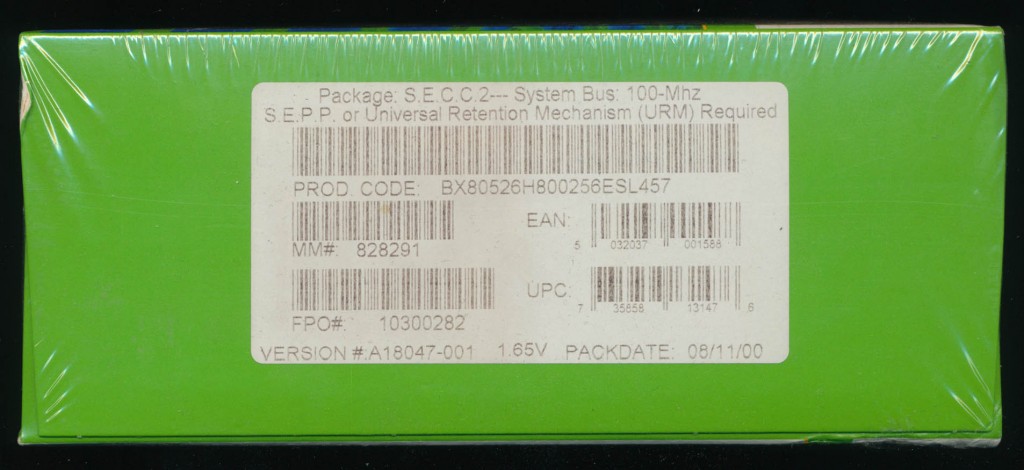 Package: S.E.C.C.2--- System Bus: 100-Mhz
S.E.P.P. or Universal Retention Mechanism (URM) Required
PROD. CODE: BX80526H800256ESL457
EAN:
5 032037 001588
MM#: 828291
UPC:
7 35858 13147 6
FPO#: 10300282
VERSION #:A18047-001 1.65V PACKDATE: 08/11/00